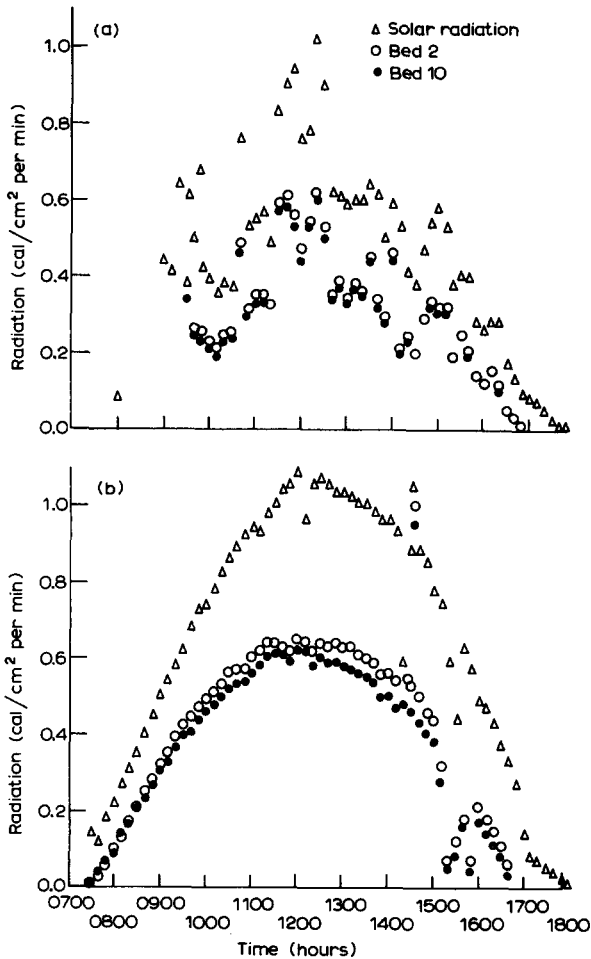 (a)
△ Solar radiation
○ Bed 2
● Bed 10
Radiation (cal/cm² per min)
1.0
0.8
0.6
0.4
0.2
0.0
(b)
Radiation (cal/cm² per min)
1.0
0.8
0.6
0.4
0.2
0.0
0700 0900 1100 1300 1500 1700
0800 1000 1200 1400 1600 1800
Time (hours)